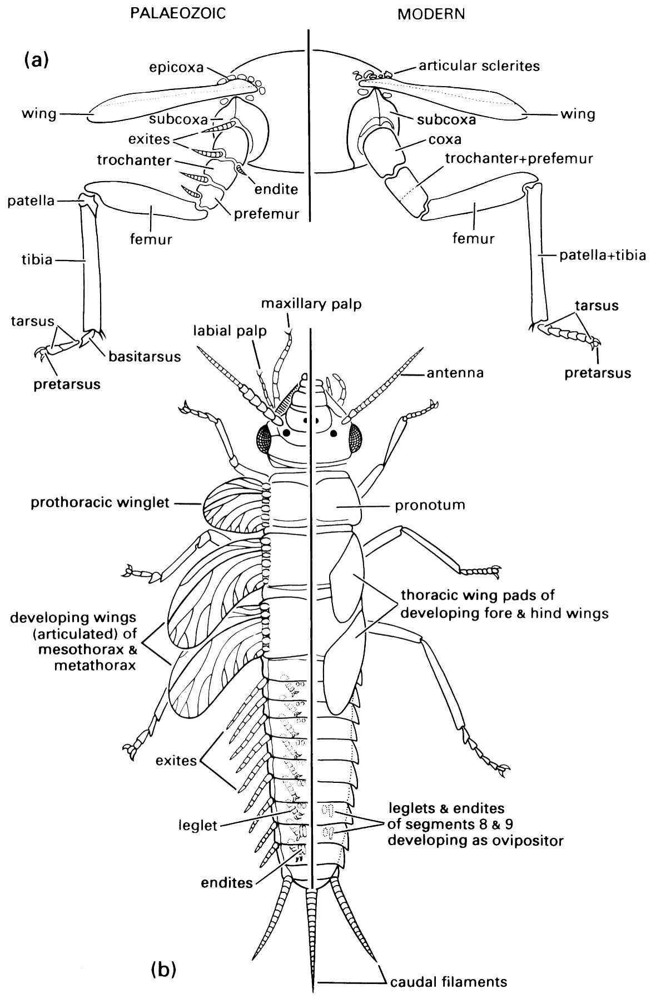 PALAEOZOIC
MODERN
(a)
epicoxa
articular sclerites
wing
subcoxa
subcoxa
wing
exites
coxa
trochanter
trochanter+prefemur
endite
patella
prefemur
femur
femur
tibia
patella+tibia
maxillary palp
tarsus
tarsus
labial palp
basitarsus
antenna
pretarsus
pretarsus
prothoracic winglet
pronotum
thoracic wing pads of
developing fore & hind wings
developing wings
(articulated) of
mesothorax &
metathorax
exites
leglet
leglets & endites
of segments 8 & 9
developing as ovipositor
endites
(b)
caudal filaments